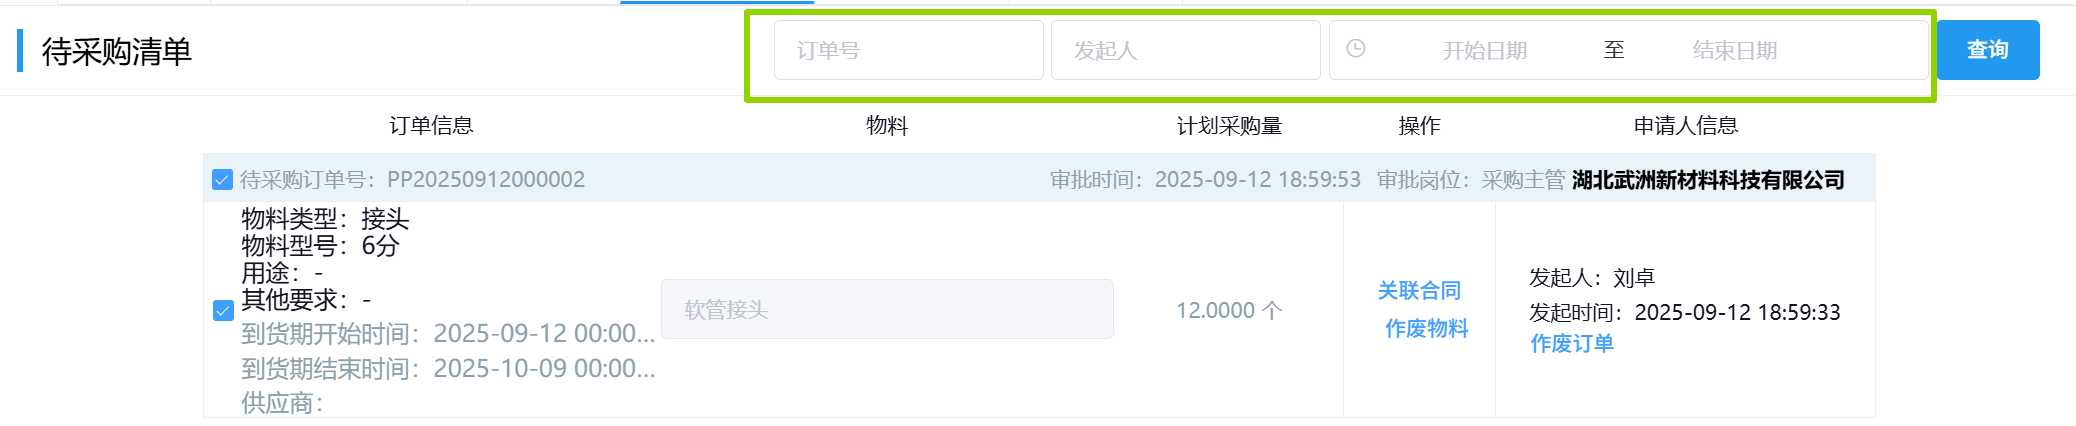 待采购清单
订单号 发起人 开始日期 至 结束日期 查询
订单信息 物料 计划采购量 操作 申请人信息
待采购订单号：PP20250912000002 审批时间：2025-09-12 18:59:53 审批岗位：采购主管 湖北武洲新材料科技有限公司
物料类型：接头
物料型号：6分
用途：-
其他要求：-
到货期开始时间：2025-09-12 00:00...
到货期结束时间：2025-10-09 00:00...
供应商：
软管接头
12.0000 个
关联合同
作废物料
发起人：刘卓
发起时间：2025-09-12 18:59:33
作废订单